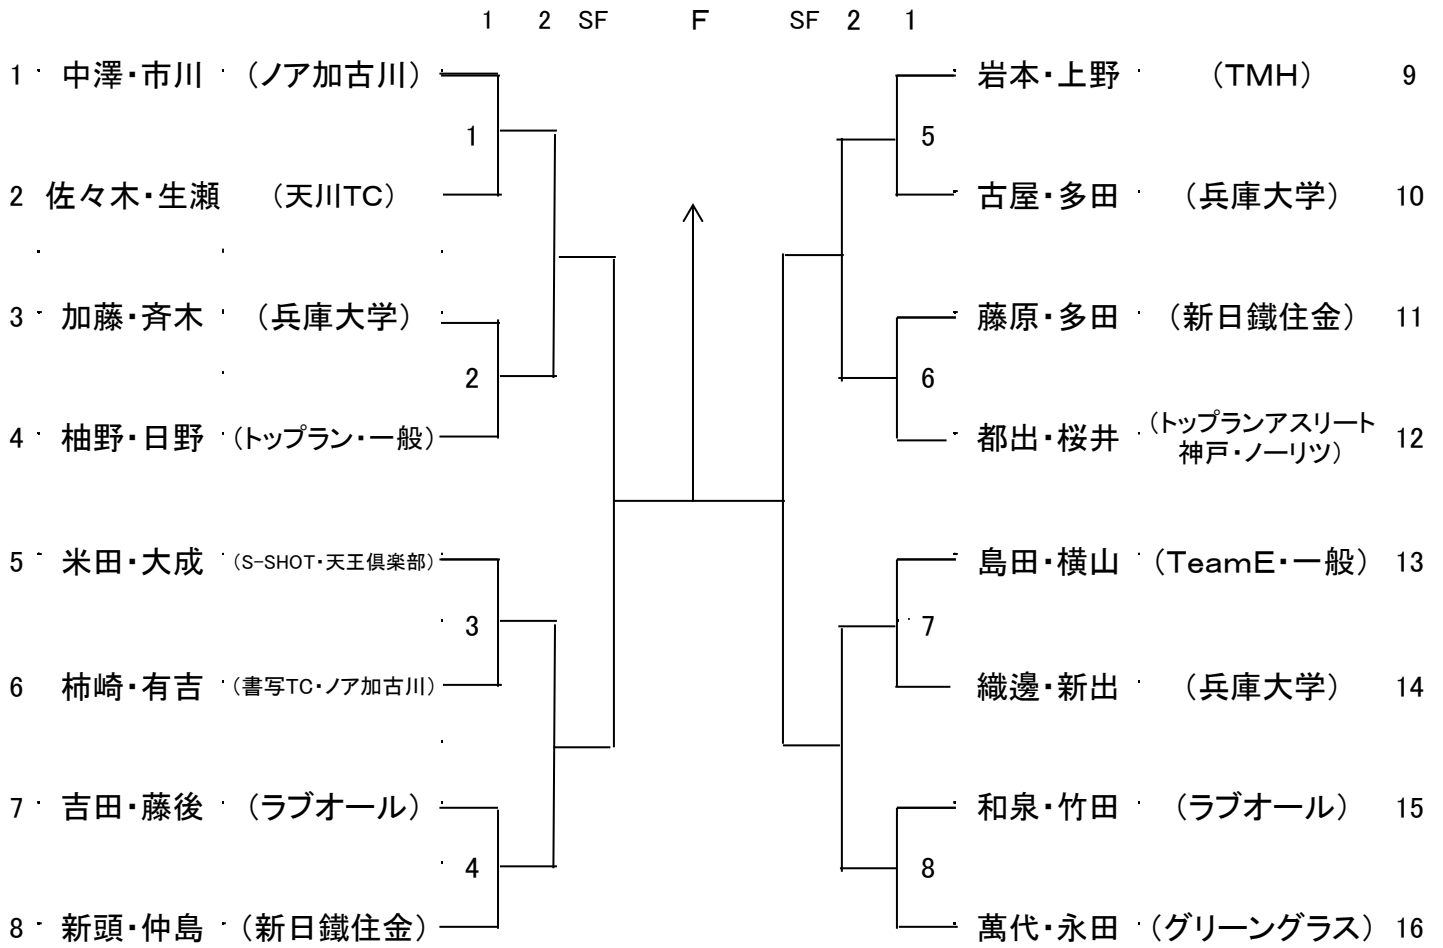 1 2 SF F SF 2 1
1 中澤・市川 (ノア加古川) 岩本・上野 (TMH) 9
1 5
2 佐々木・生瀬 (天川TC) 古屋・多田 (兵庫大学) 10
3 加藤・斉木 (兵庫大学) 藤原・多田 (新日鐵住金) 11
2 6
4 柚野・日野 (トップラン・一般) 都出・桜井 (トップランアスリート
神戸・ノーリツ) 12
5 米田・大成 (S-SHOT・天王倶楽部) 島田・横山 (TeamE・一般) 13
3 7
6 柿崎・有吉 (書写TC・ノア加古川) 織邊・新出 (兵庫大学) 14
7 吉田・藤後 (ラブオール) 和泉・竹田 (ラブオール) 15
4 8
8 新頭・仲島 (新日鐵住金) 萬代・永田 (グリーングラス) 16